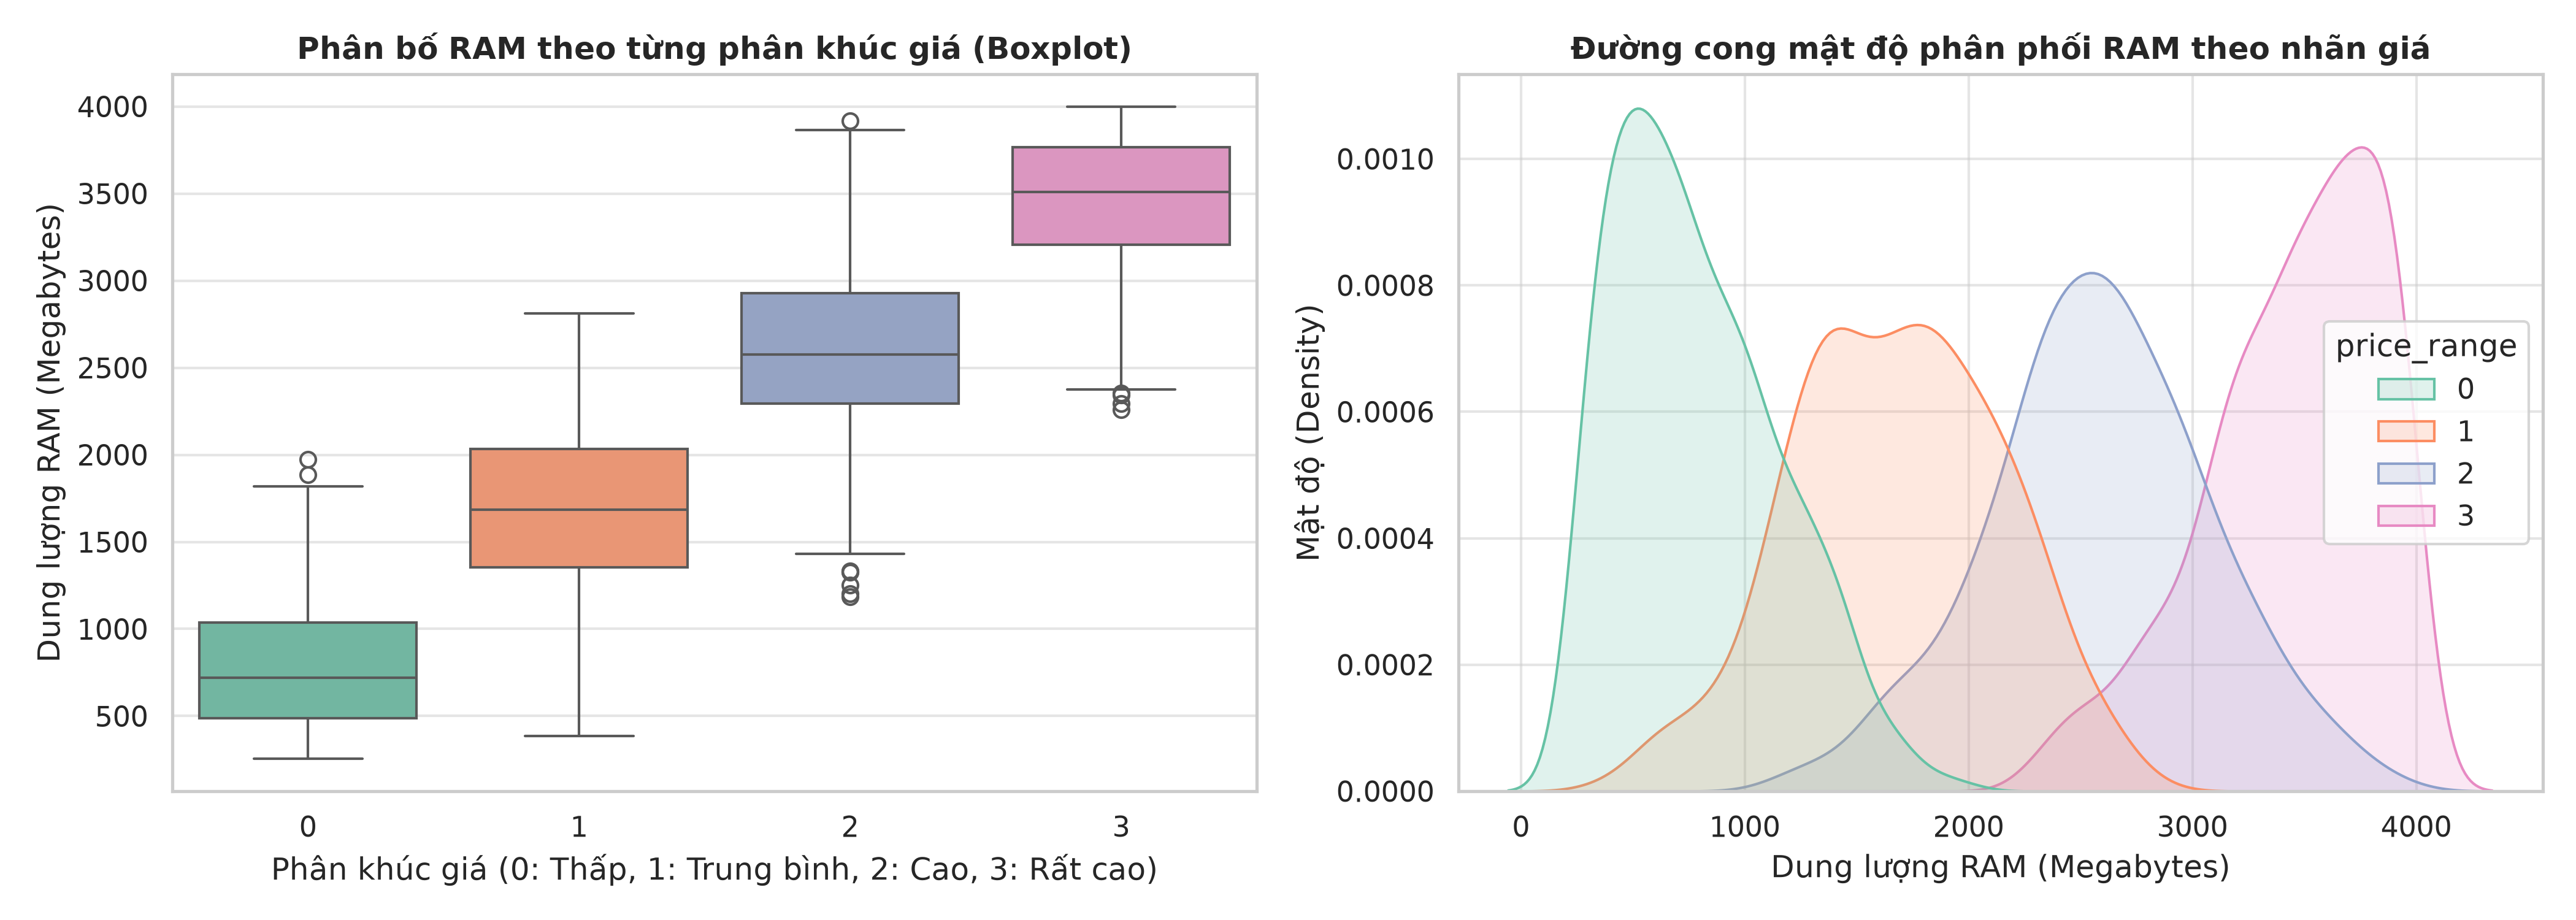 Phân bố RAM theo từng phân khúc giá (Boxplot)
Dung lượng RAM (Megabytes)
4000
3500
3000
2500
2000
1500
1000
500
0 1 2 3
Phân khúc giá (0: Thấp, 1: Trung bình, 2: Cao, 3: Rất cao)
Đường cong mật độ phân phối RAM theo nhãn giá
Mật độ (Density)
0.0010
0.0008
0.0006
0.0004
0.0002
0.0000
price_range
0
1
2
3
0 1000 2000 3000 4000
Dung lượng RAM (Megabytes)